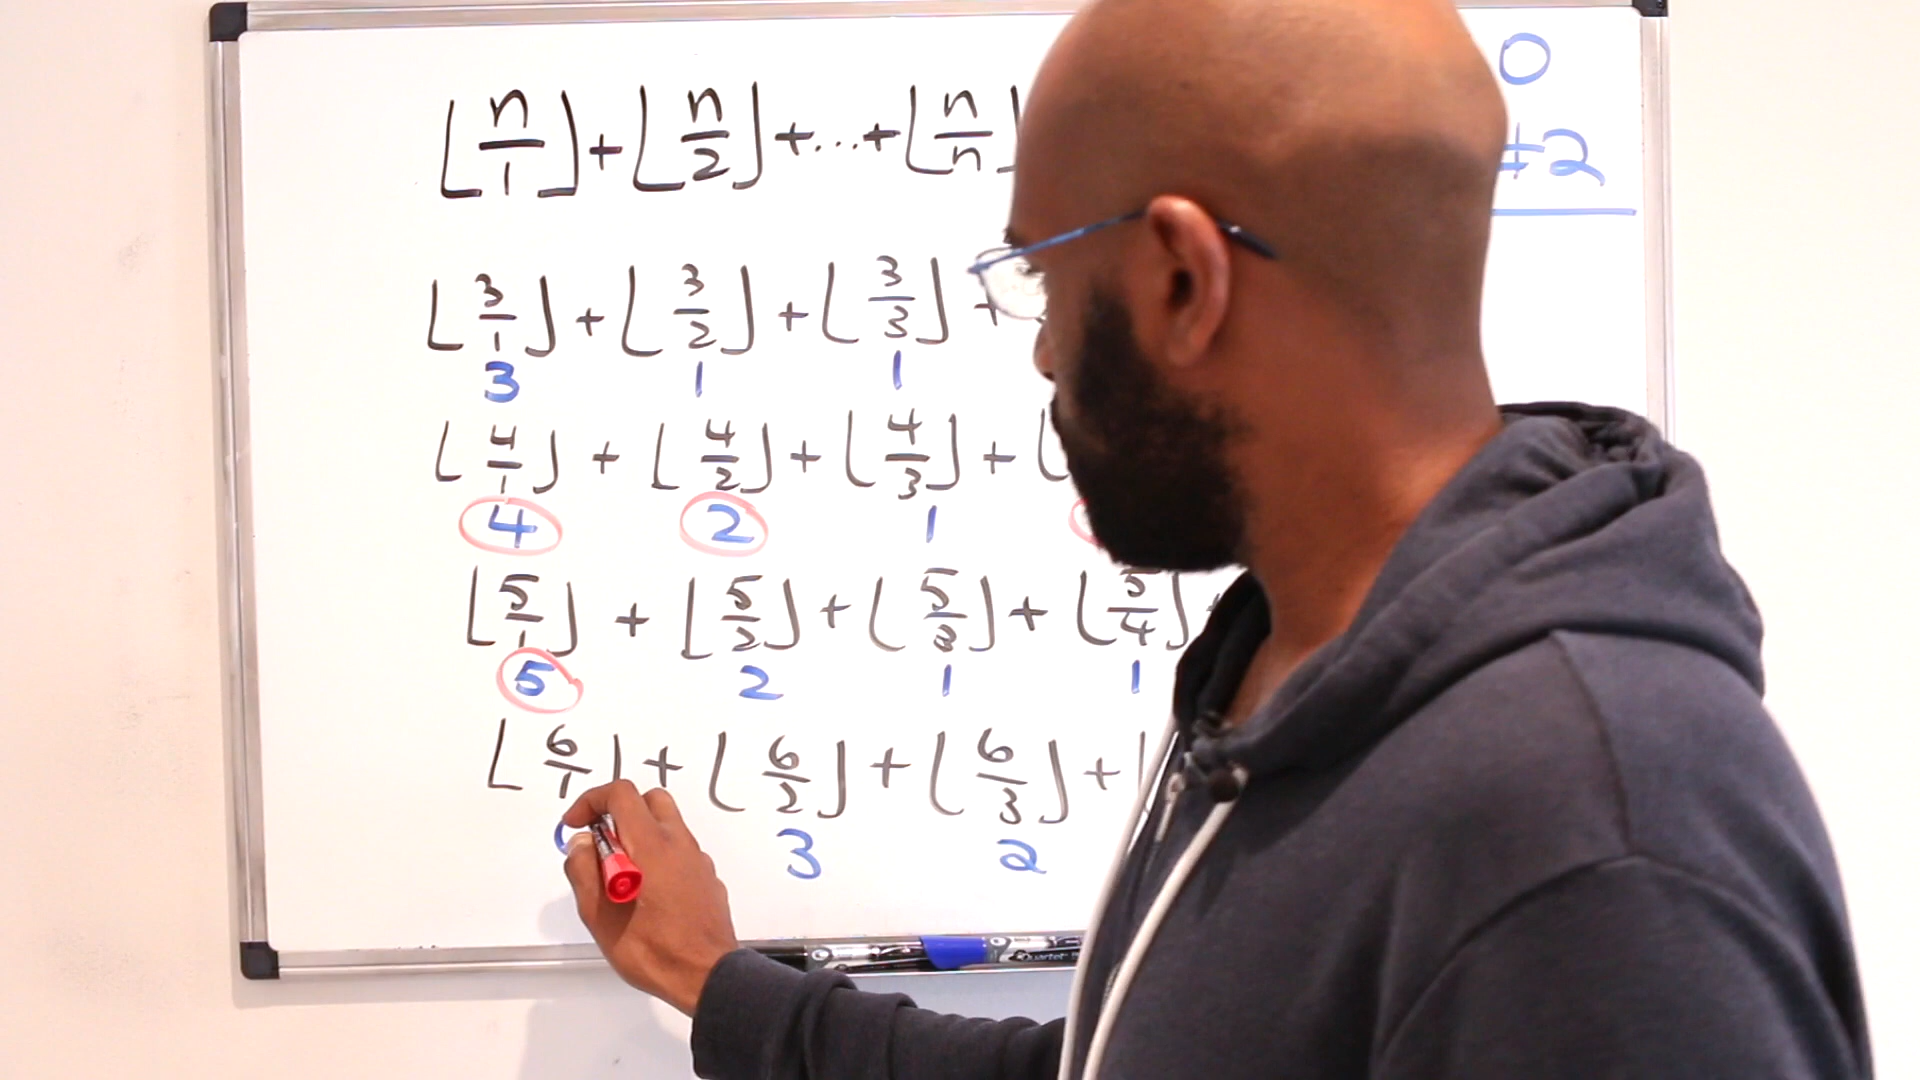 ⌊n/1⌋ + ⌊n/2⌋ + ... + ⌊n/n⌋
0
#2
⌊3/1⌋ + ⌊3/2⌋ + ⌊3/3⌋ +
3 1 1
⌊4/1⌋ + ⌊4/2⌋ + ⌊4/3⌋ + ⌊
4 2 1
⌊5/1⌋ + ⌊5/2⌋ + ⌊5/3⌋ + ⌊5/4⌋
5 2 1 1
⌊6/1⌋ + ⌊6/2⌋ + ⌊6/3⌋ +
3 2
Quartet